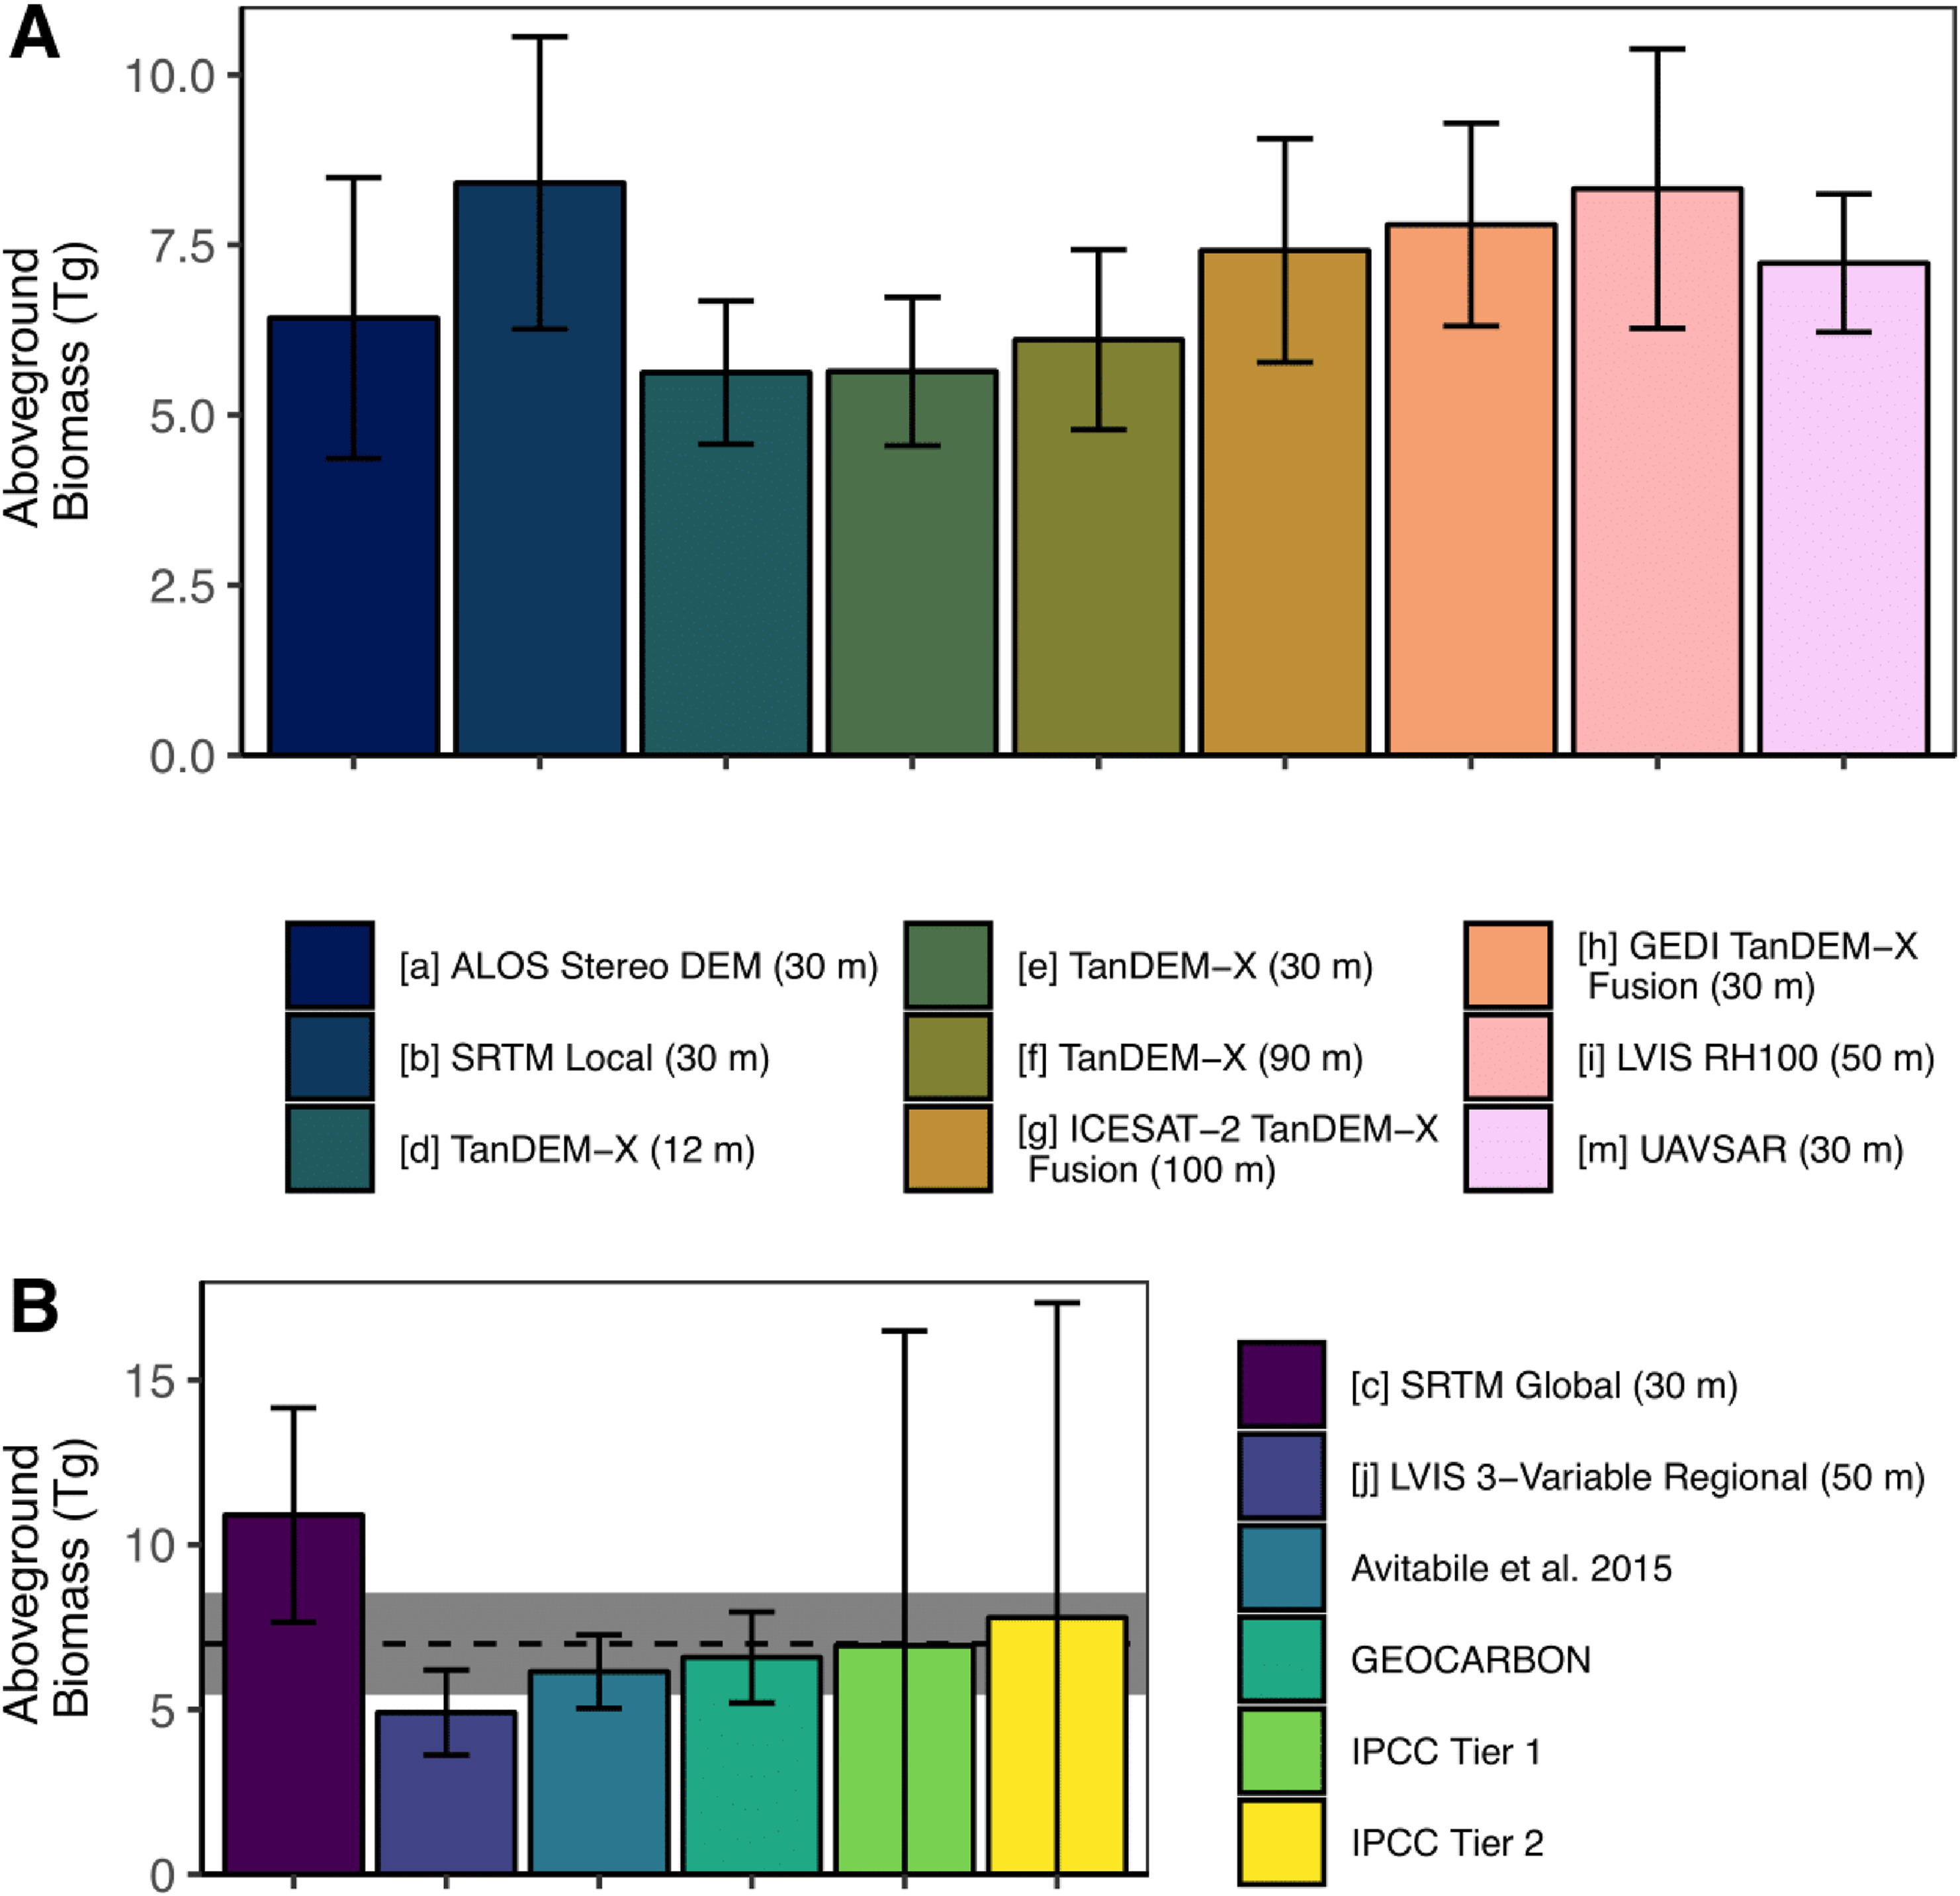 A
Aboveground
Biomass (Tg)
10.0
7.5
5.0
2.5
0.0
[a] ALOS Stereo DEM (30 m)
[b] SRTM Local (30 m)
[d] TanDEM−X (12 m)
[e] TanDEM−X (30 m)
[f] TanDEM−X (90 m)
[g] ICESAT−2 TanDEM−X
Fusion (100 m)
[h] GEDI TanDEM−X
Fusion (30 m)
[i] LVIS RH100 (50 m)
[m] UAVSAR (30 m)
B
Aboveground
Biomass (Tg)
15
10
5
0
[c] SRTM Global (30 m)
[j] LVIS 3−Variable Regional (50 m)
Avitabile et al. 2015
GEOCARBON
IPCC Tier 1
IPCC Tier 2